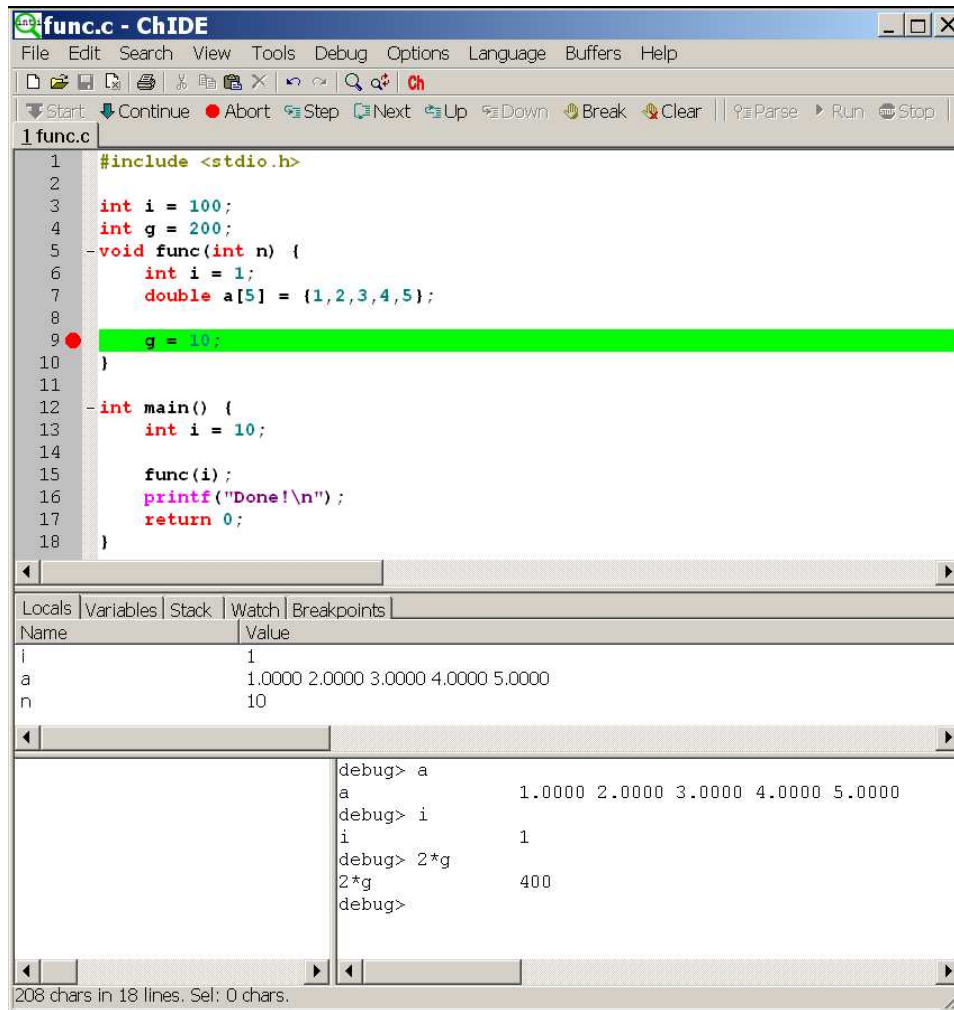 func.c - ChIDE
File Edit Search View Tools Debug Options Language Buffers Help
Ch
Start Continue Abort Step Next Up Down Break Clear Parse Run Stop
1 func.c
1 #include <stdio.h>
2
3 int i = 100;
4 int g = 200;
5 void func(int n) {
6 int i = 1;
7 double a[5] = {1,2,3,4,5};
8
9 g = 10;
10 }
11
12 int main() {
13 int i = 10;
14
15 func(i);
16 printf("Done!\n");
17 return 0;
18 }
Locals Variables Stack Watch Breakpoints
Name Value
i 1
a 1.0000 2.0000 3.0000 4.0000 5.0000
n 10
debug> a
a 1.0000 2.0000 3.0000 4.0000 5.0000
debug> i
i 1
debug> 2*g
2*g 400
debug>
208 chars in 18 lines. Sel: 0 chars.